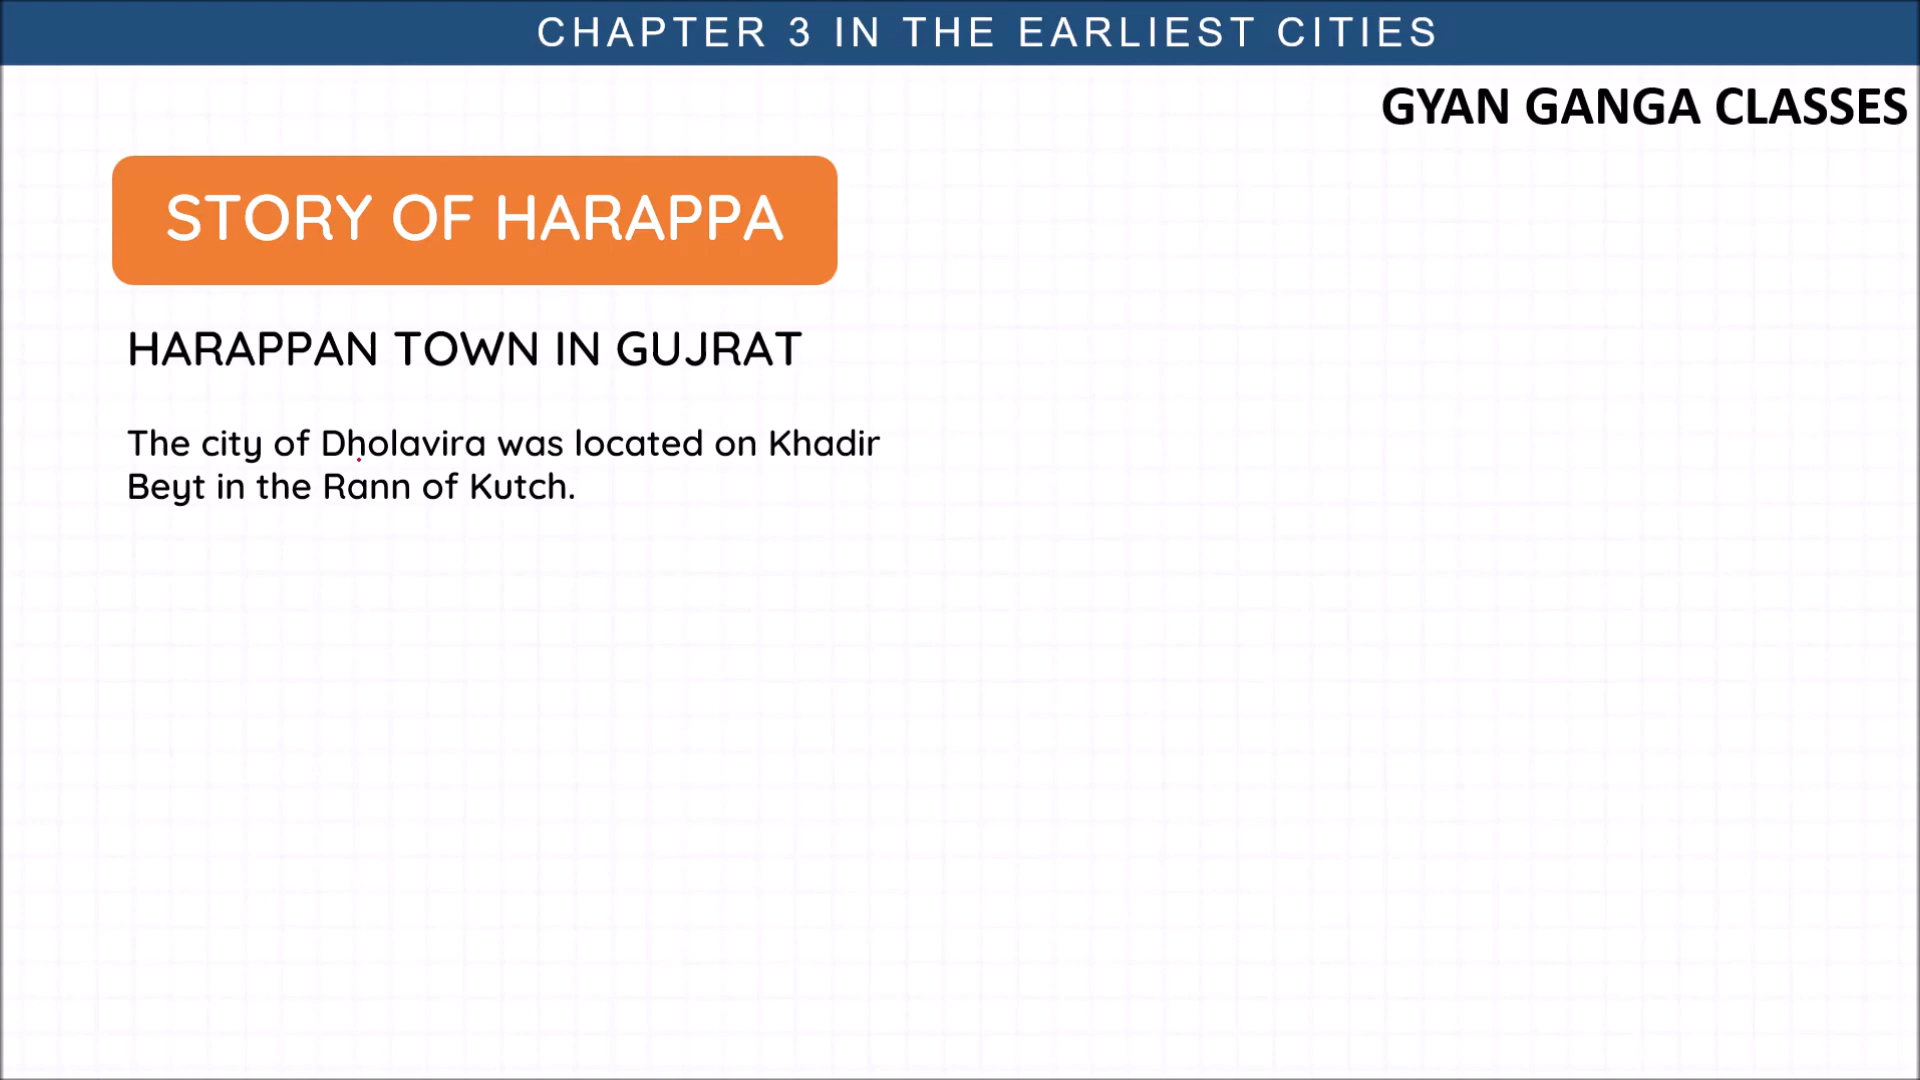 CHAPTER 3 IN THE EARLIEST CITIES
GYAN GANGA CLASSES
STORY OF HARAPPA
HARAPPAN TOWN IN GUJRAT
The city of Dholavira was located on Khadir
Beyt in the Rann of Kutch.